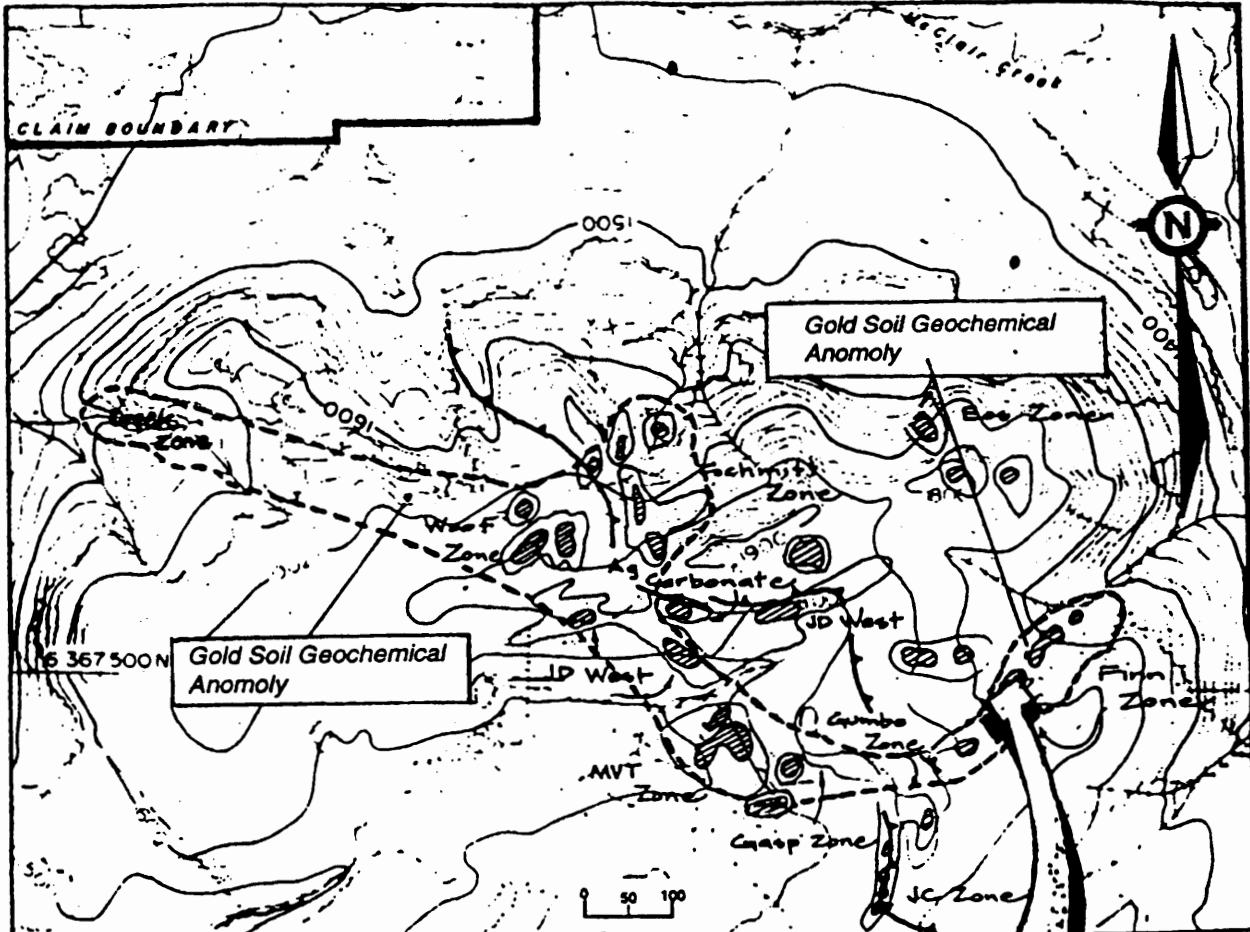 McClair Creek
CLAIM BOUNDARY
1500
N
Gold Soil Geochemical
Anomoly
1600
Zone
Eos Zone
Zone
Woof
Zone
Ag Carbonate
JD West
6 367 500 N
Gold Soil Geochemical
Anomoly
JD West
Finn
Zone
Gumbo
Zone
MVT
Zone
Gasp Zone
JC Zone
0 50 100